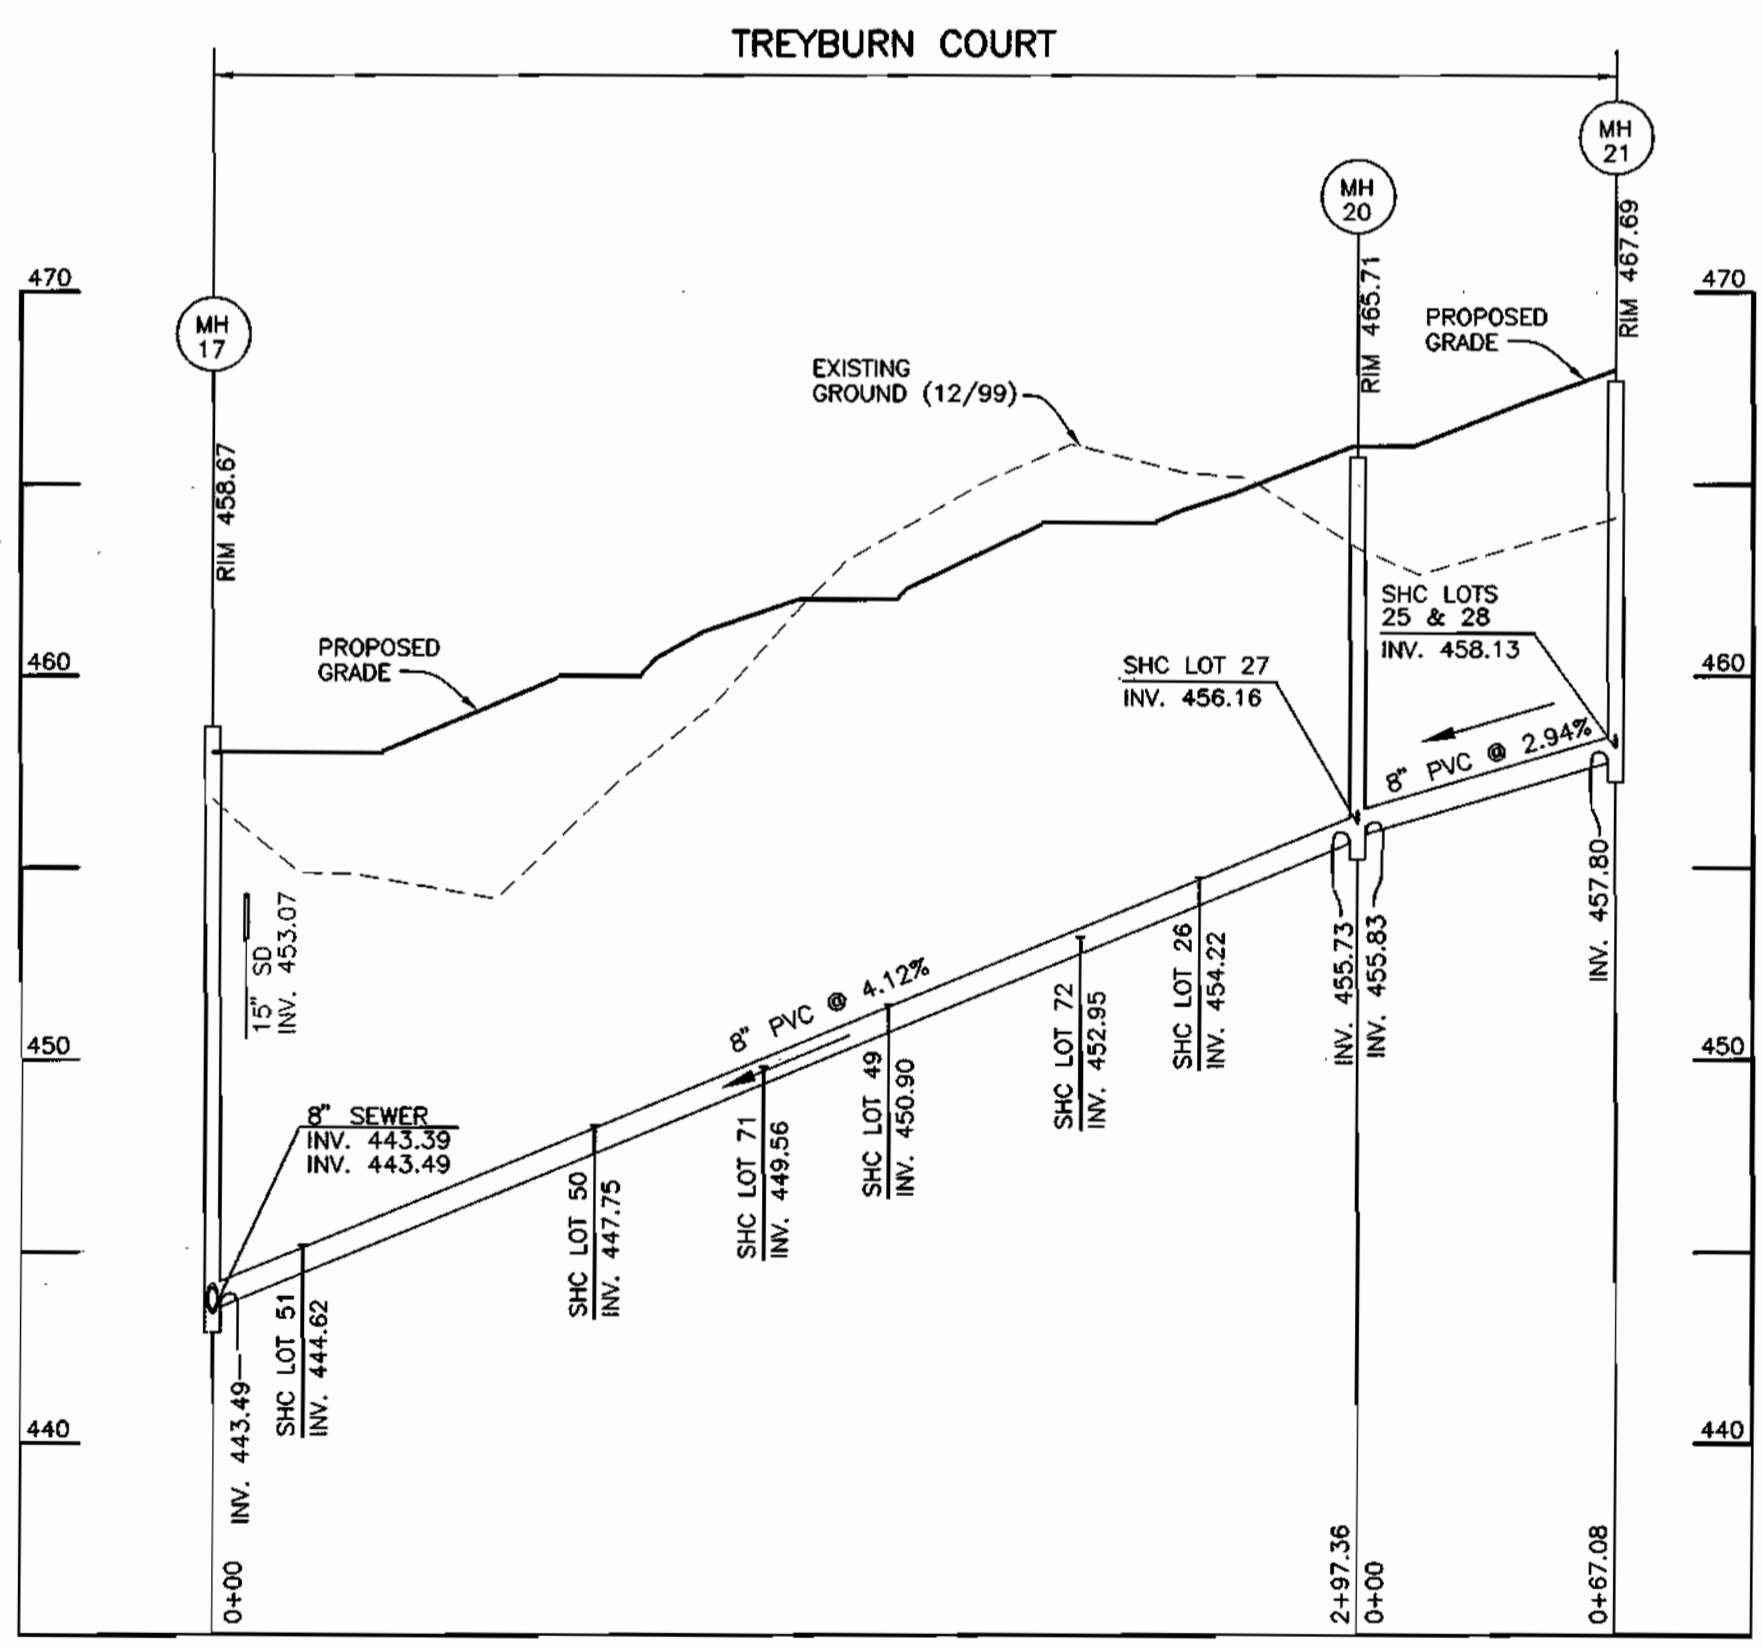 TREYBURN COURT
MH
21
MH
20
MH
17
RIM 467.69
RIM 465.71
RIM 458.67
470
470
PROPOSED
GRADE
EXISTING
GROUND (12/99)
SHC LOTS
25 & 28
INV. 458.13
PROPOSED
GRADE
SHC LOT 27
INV. 456.16
460
460
8" PVC @ 2.94%
INV. 457.80
15" SD
INV. 453.07
8" PVC @ 4.12%
SHC LOT 26
INV. 454.22
INV. 455.73
INV. 455.83
SHC LOT 72
INV. 452.95
450
450
SHC LOT 49
INV. 450.90
8" SEWER
INV. 443.39
INV. 443.49
SHC LOT 71
INV. 449.56
SHC LOT 50
INV. 447.75
SHC LOT 51
INV. 444.62
INV. 443.49
440
440
0+00
2+97.36
0+00
0+67.08